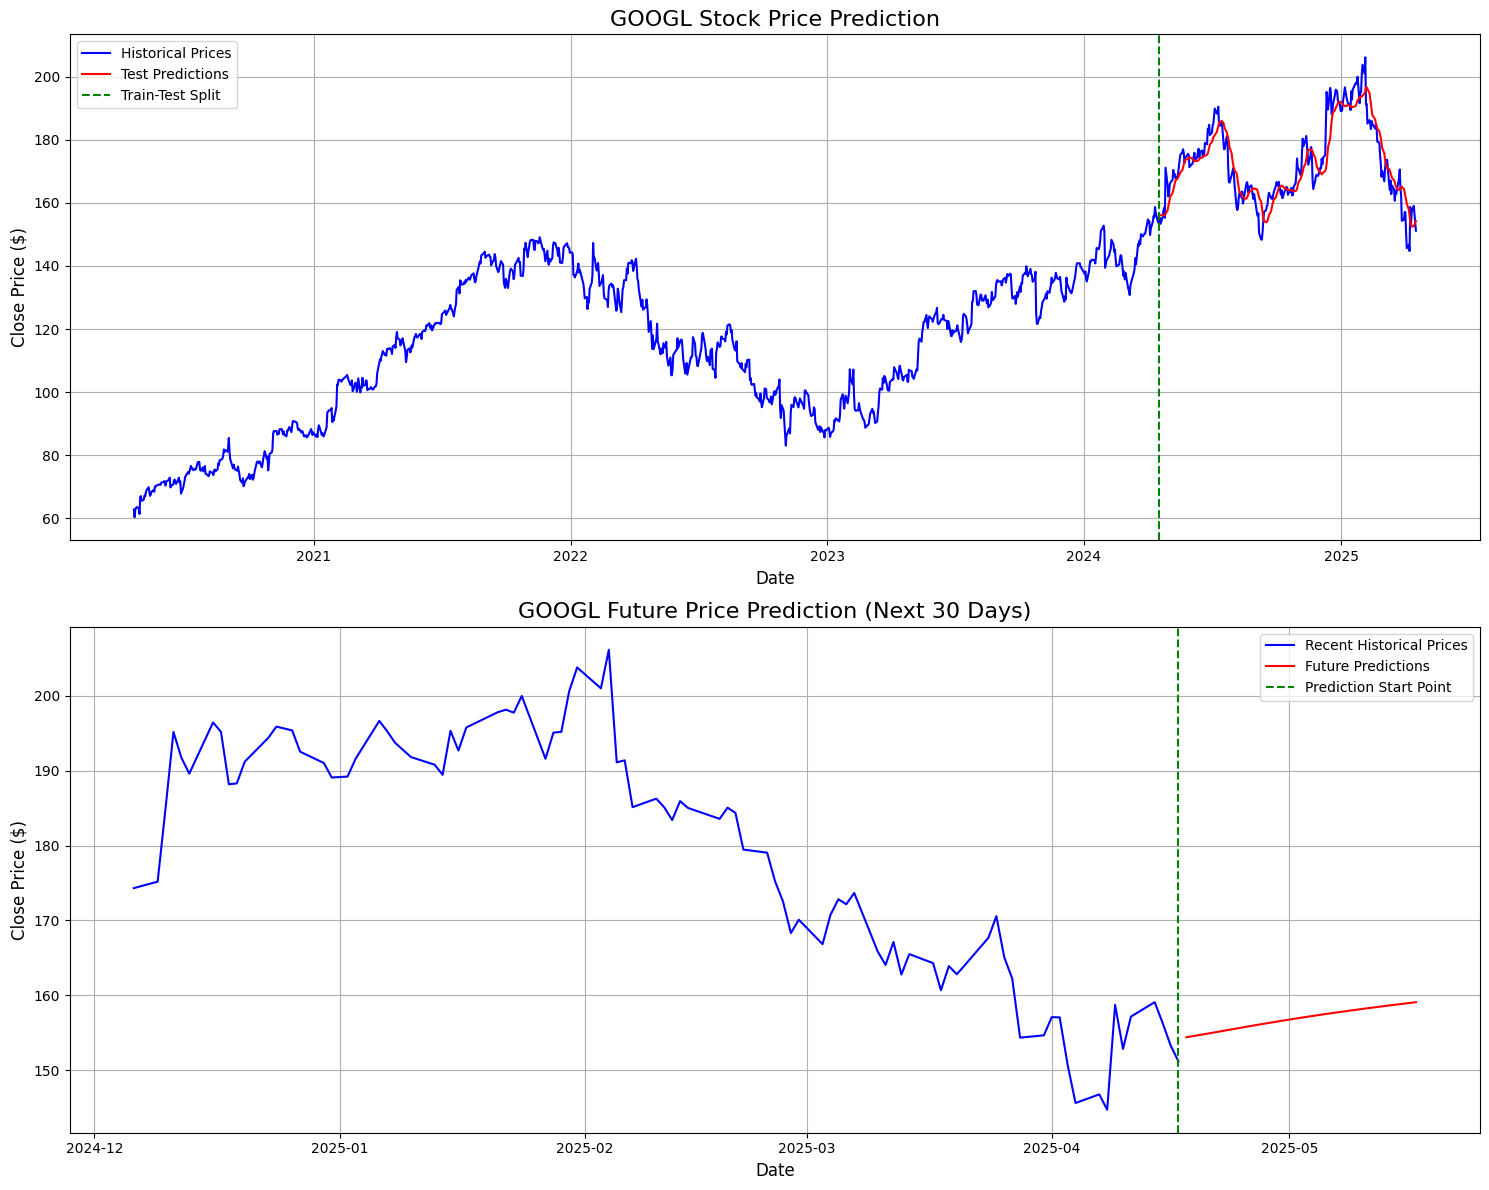 GOOGL Stock Price Prediction
Historical Prices
Test Predictions
Train-Test Split
Close Price ($)
200
180
160
140
120
100
80
60
2021
2022
2023
2024
2025
Date
GOOGL Future Price Prediction (Next 30 Days)
Recent Historical Prices
Future Predictions
Prediction Start Point
Close Price ($)
200
190
180
170
160
150
2024-12
2025-01
2025-02
2025-03
2025-04
2025-05
Date